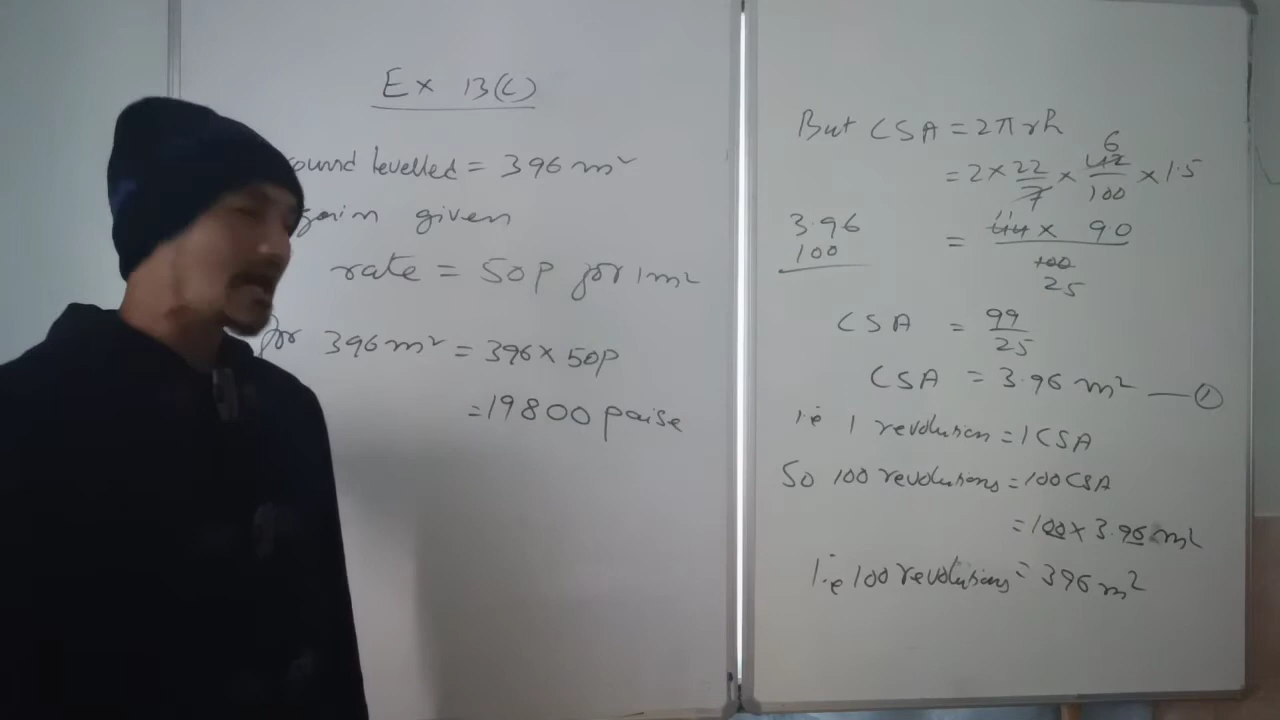 Ex 13(C)
ound levelled = 396 m²
gain given
rate = 50P for 1m²
for 396m² = 396 × 50P
= 19800 paise
But CSA = 2πrh
= 2 × 22/7 × 42/100 × 1.5
6
3.96
100
= 44 × 90 / 100
11
25
CSA = 99/25
CSA = 3.96 m² — ①
i.e 1 revolution = 1 CSA
So 100 revolutions = 100 CSA
= 100 × 3.96 m²
i.e 100 revolutions = 396 m²